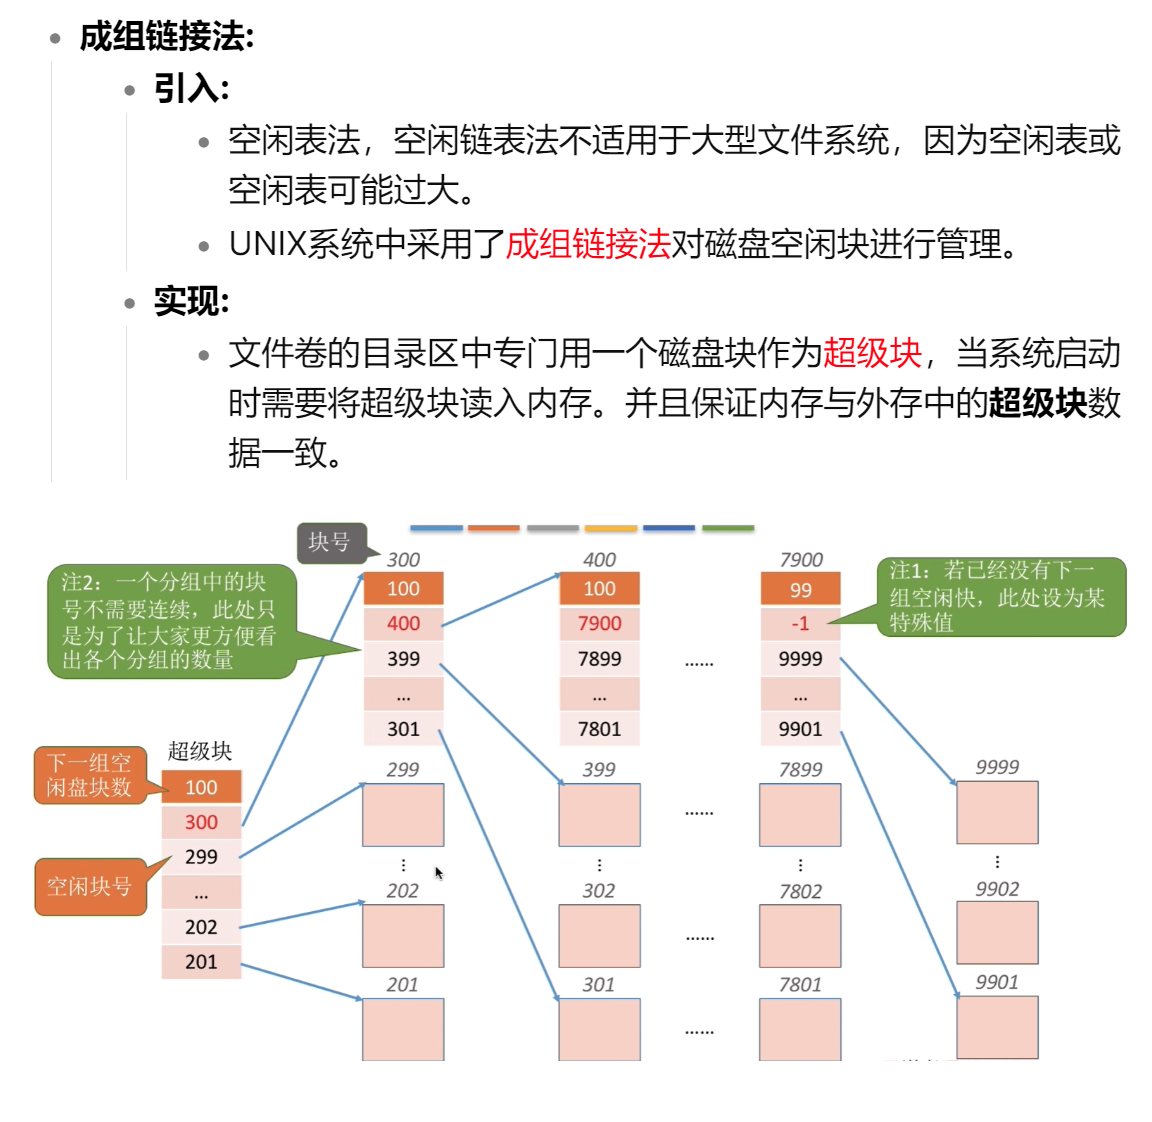 成组链接法:
引入:
空闲表法，空闲链表法不适用于大型文件系统，因为空闲表或
空闲表可能过大。
UNIX系统中采用了成组链接法对磁盘空闲块进行管理。
实现:
文件卷的目录区中专门用一个磁盘块作为超级块，当系统启动
时需要将超级块读入内存。并且保证内存与外存中的超级块数
据一致。
块号
300
400
7900
注2：一个分组中的块
号不需要连续，此处只
是为了让大家更方便看
出各个分组的数量
100
400
399
...
301
100
7900
7899
...
7801
......
99
-1
9999
...
9901
注1：若已经没有下一
组空闲快，此处设为某
特殊值
超级块
下一组空
闲盘块数
空闲块号
100
300
299
...
202
201
299
399
7899
9999
......
...
...
...
...
202
302
7802
9902
......
201
301
7801
9901
......